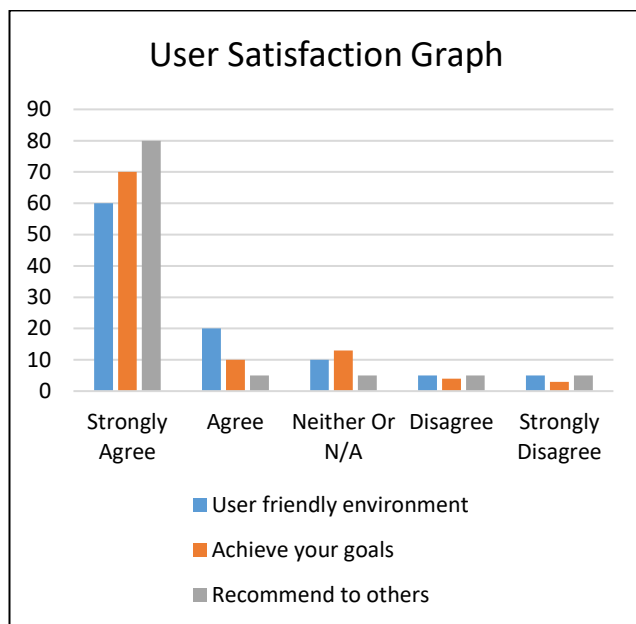 User Satisfaction Graph
90
80
70
60
50
40
30
20
10
0
Strongly Agree Neither Or Disagree Strongly
Agree N/A Disagree
User friendly environment
Achieve your goals
Recommend to others